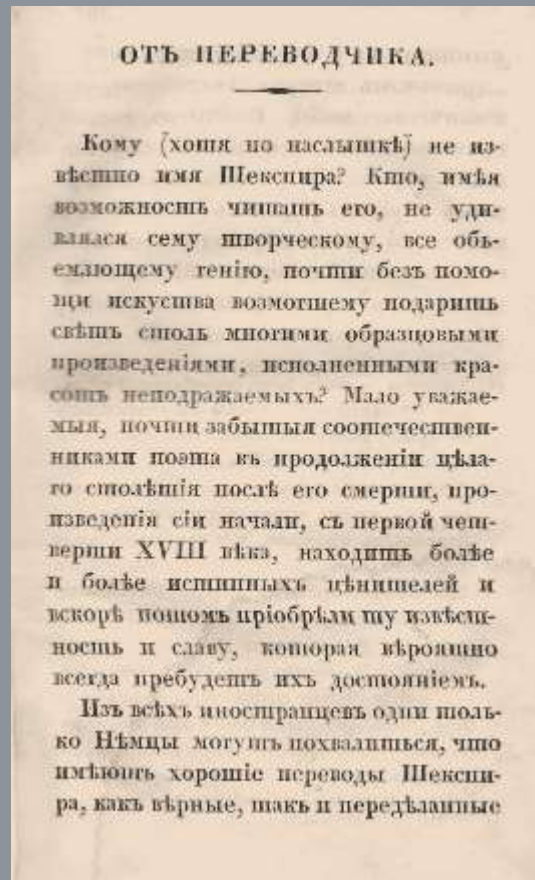 ОТЪ ПЕРЕВОДЧИКА.
Кому (хотя по наслышкѣ) не из-
вѣстно имя Шекспира? Кто, имѣя
возможность читать его, не уди-
влялся сему творческому, все объ-
емлющему генію, почти безъ помо-
щи искуства возмогшему подарить
свѣтъ столь многими образцовыми
произведеніями, исполненными кра-
сотъ неподражаемыхъ? Мало уважае-
мыя, почти забытыя соотечествен-
никами поэта въ продолженіи цѣла-
го столѣтія послѣ его смерти, про-
изведенія сіи начали, съ первой чет-
верти XVIII вѣка, находить болѣе
и болѣе истинныхъ цѣнителей и
вскорѣ потомъ пріобрѣли ту извѣст-
ность и славу, которая вѣроятно
всегда пребудетъ ихъ достояніемъ.
Изъ всѣхъ иностранцевъ одни толь-
ко Нѣмцы могутъ похвалиться, что
имѣютъ хорошіе переводы Шекспи-
ра, какъ вѣрные, такъ и передѣланные